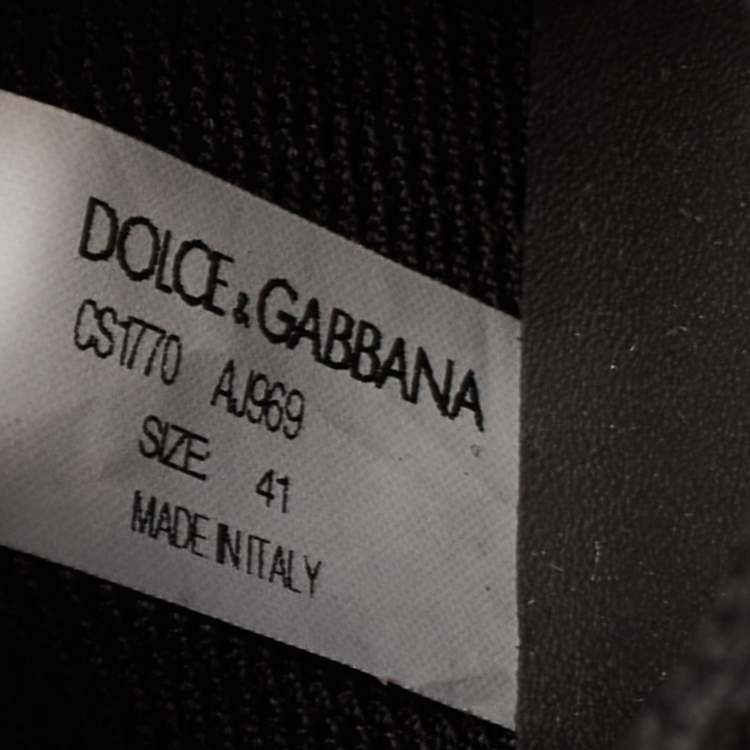 DOLCE & GABBANA
CS1770 AJ969
SIZE: 41
MADE IN ITALY